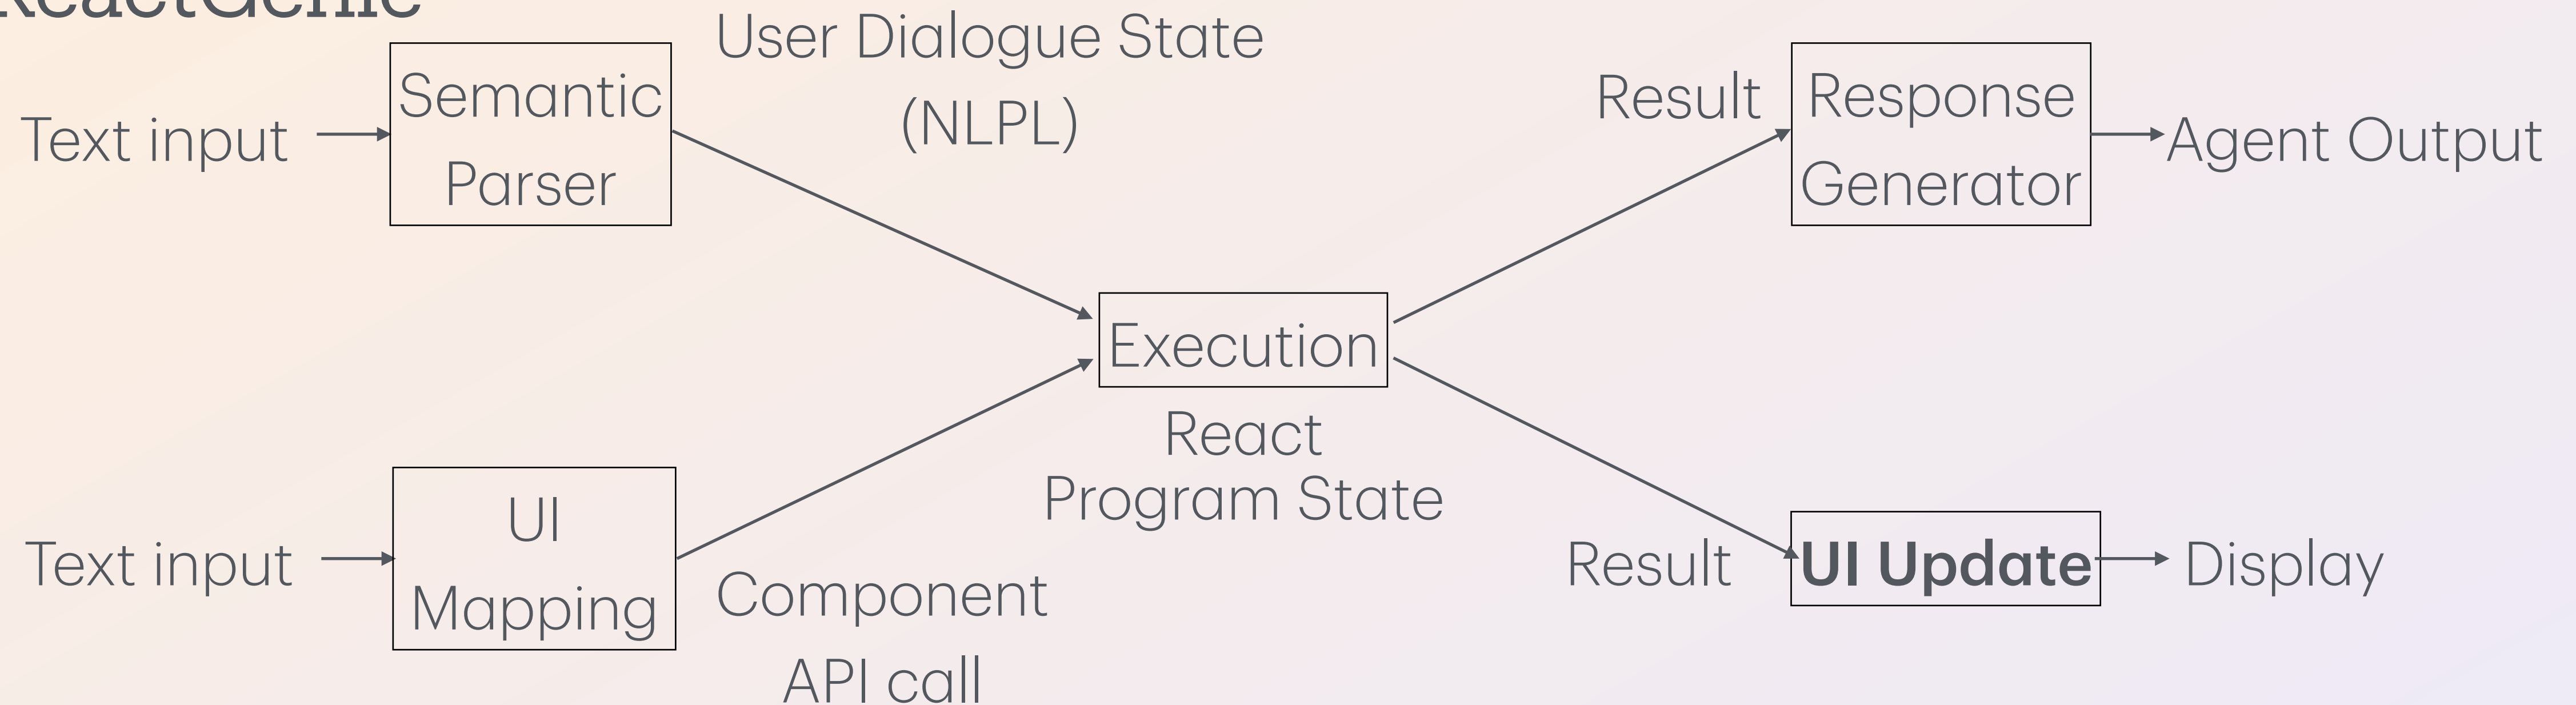 ReactGenie
User Dialogue State
(NLPL)
Text input
Semantic
Parser
Result
Response
Generator
Agent Output
Execution
React
Program State
Text input
UI
Mapping
Component
API call
Result
UI Update
Display